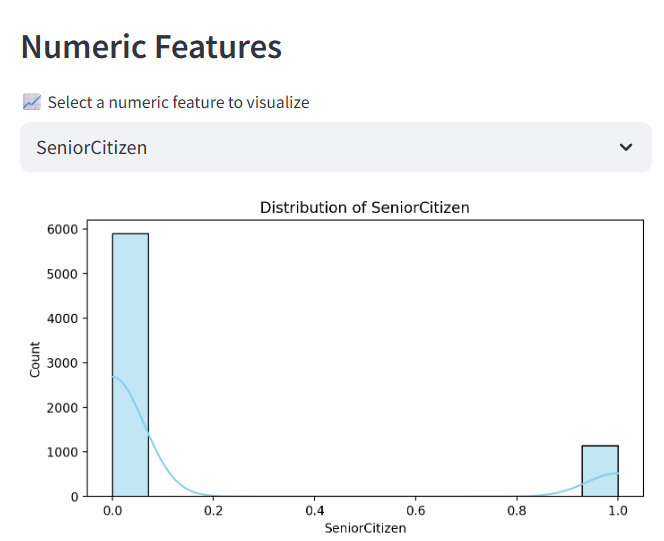 Numeric Features
Select a numeric feature to visualize
SeniorCitizen
Distribution of SeniorCitizen
6000
5000
4000
3000
2000
1000
0
Count
0.0 0.2 0.4 0.6 0.8 1.0
SeniorCitizen